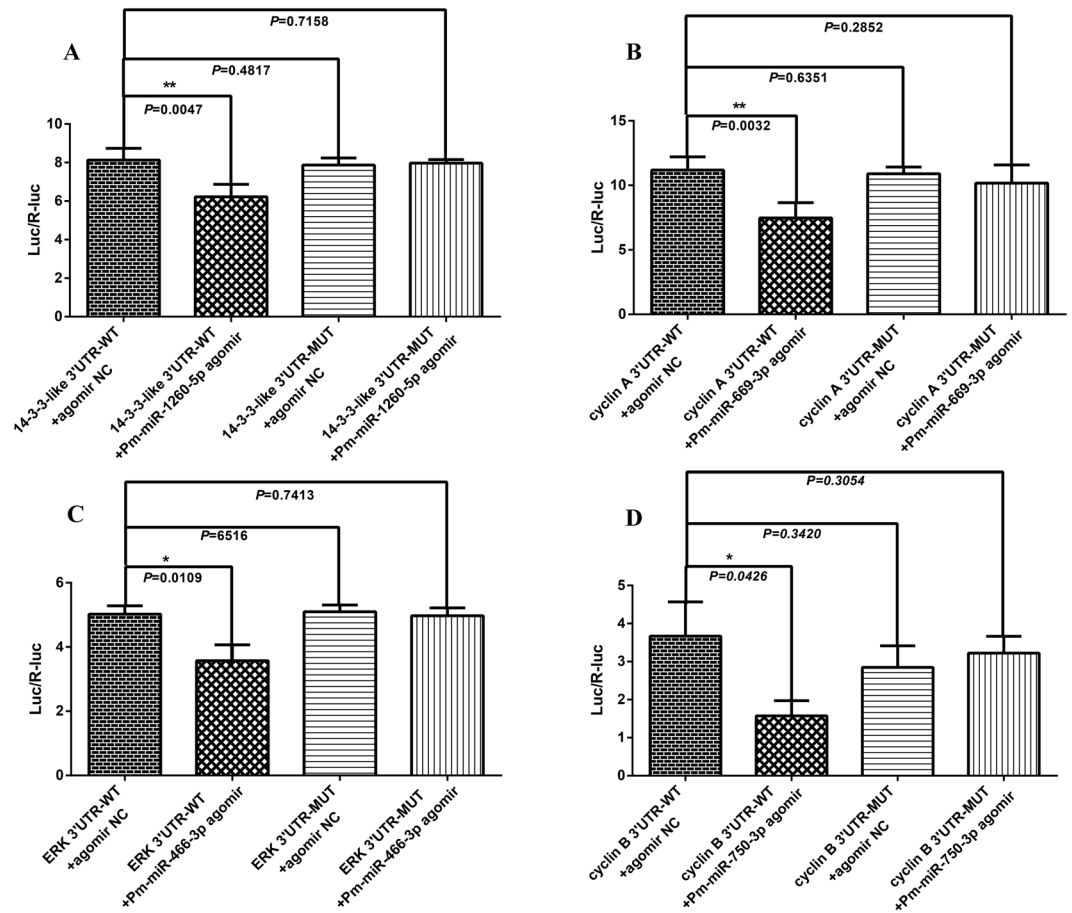 A
P=0.7158
P=0.4817
**
P=0.0047
Luc/R-luc
10
8
6
4
2
0
14-3-3-like 3'UTR-WT
+agomir NC
14-3-3-like 3'UTR-WT
+Pm-miR-1260-5p agomir
14-3-3-like 3'UTR-MUT
+agomir NC
14-3-3-like 3'UTR-MUT
+Pm-miR-1260-5p agomir
B
P=0.2852
P=0.6351
**
P=0.0032
Luc/R-luc
15
10
5
0
cyclin A 3'UTR-WT
+agomir NC
cyclin A 3'UTR-WT
+Pm-miR-669-3p agomir
cyclin A 3'UTR-MUT
+agomir NC
cyclin A 3'UTR-MUT
+Pm-miR-669-3p agomir
C
P=0.7413
P=6516
*
P=0.0109
Luc/R-luc
6
4
2
0
ERK 3'UTR-WT
+agomir NC
ERK 3'UTR-WT
+Pm-miR-466-3p agomir
ERK 3'UTR-MUT
+agomir NC
ERK 3'UTR-MUT
+Pm-miR-466-3p agomir
D
P=0.3054
P=0.3420
*
P=0.0426
Luc/R-luc
5
4
3
2
1
0
cyclin B 3'UTR-WT
+agomir NC
cyclin B 3'UTR-WT
+Pm-miR-750-3p agomir
cyclin B 3'UTR-MUT
+agomir NC
cyclin B 3'UTR-MUT
+Pm-miR-750-3p agomir